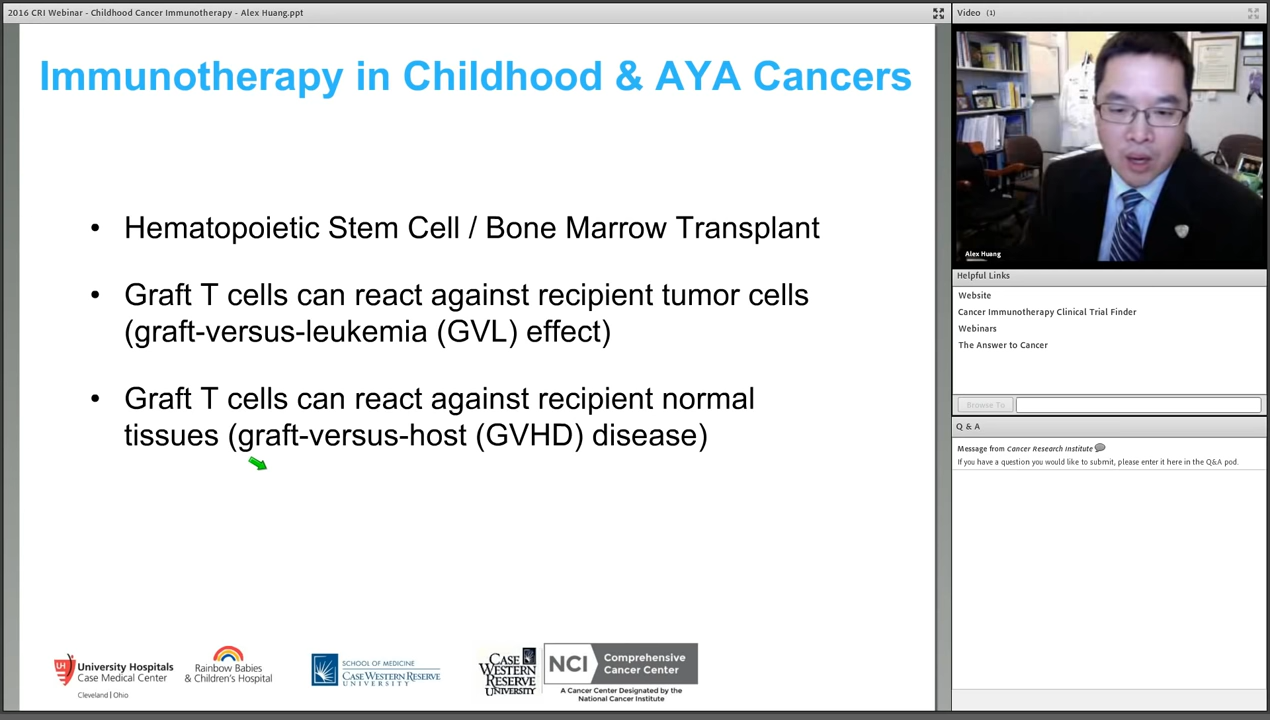 2016 CRI Webinar - Childhood Cancer Immunotherapy - Alex Huang.ppt
Immunotherapy in Childhood & AYA Cancers
• Hematopoietic Stem Cell / Bone Marrow Transplant
• Graft T cells can react against recipient tumor cells
(graft-versus-leukemia (GVL) effect)
• Graft T cells can react against recipient normal
tissues (graft-versus-host (GVHD) disease)
UH
University Hospitals
Case Medical Center
Cleveland | Ohio
Rainbow Babies
& Children's Hospital
SCHOOL OF MEDICINE
CASE WESTERN RESERVE
UNIVERSITY
CASE
WESTERN
RESERVE
UNIVERSITY
NCI
Comprehensive
Cancer Center
A Cancer Center Designated by the
National Cancer Institute
Video (1)
Alex Huang
Helpful Links
Website
Cancer Immunotherapy Clinical Trial Finder
Webinars
The Answer to Cancer
Browse To
Q & A
Message from Cancer Research Institute
If you have a question you would like to submit, please enter it here in the Q&A pod.